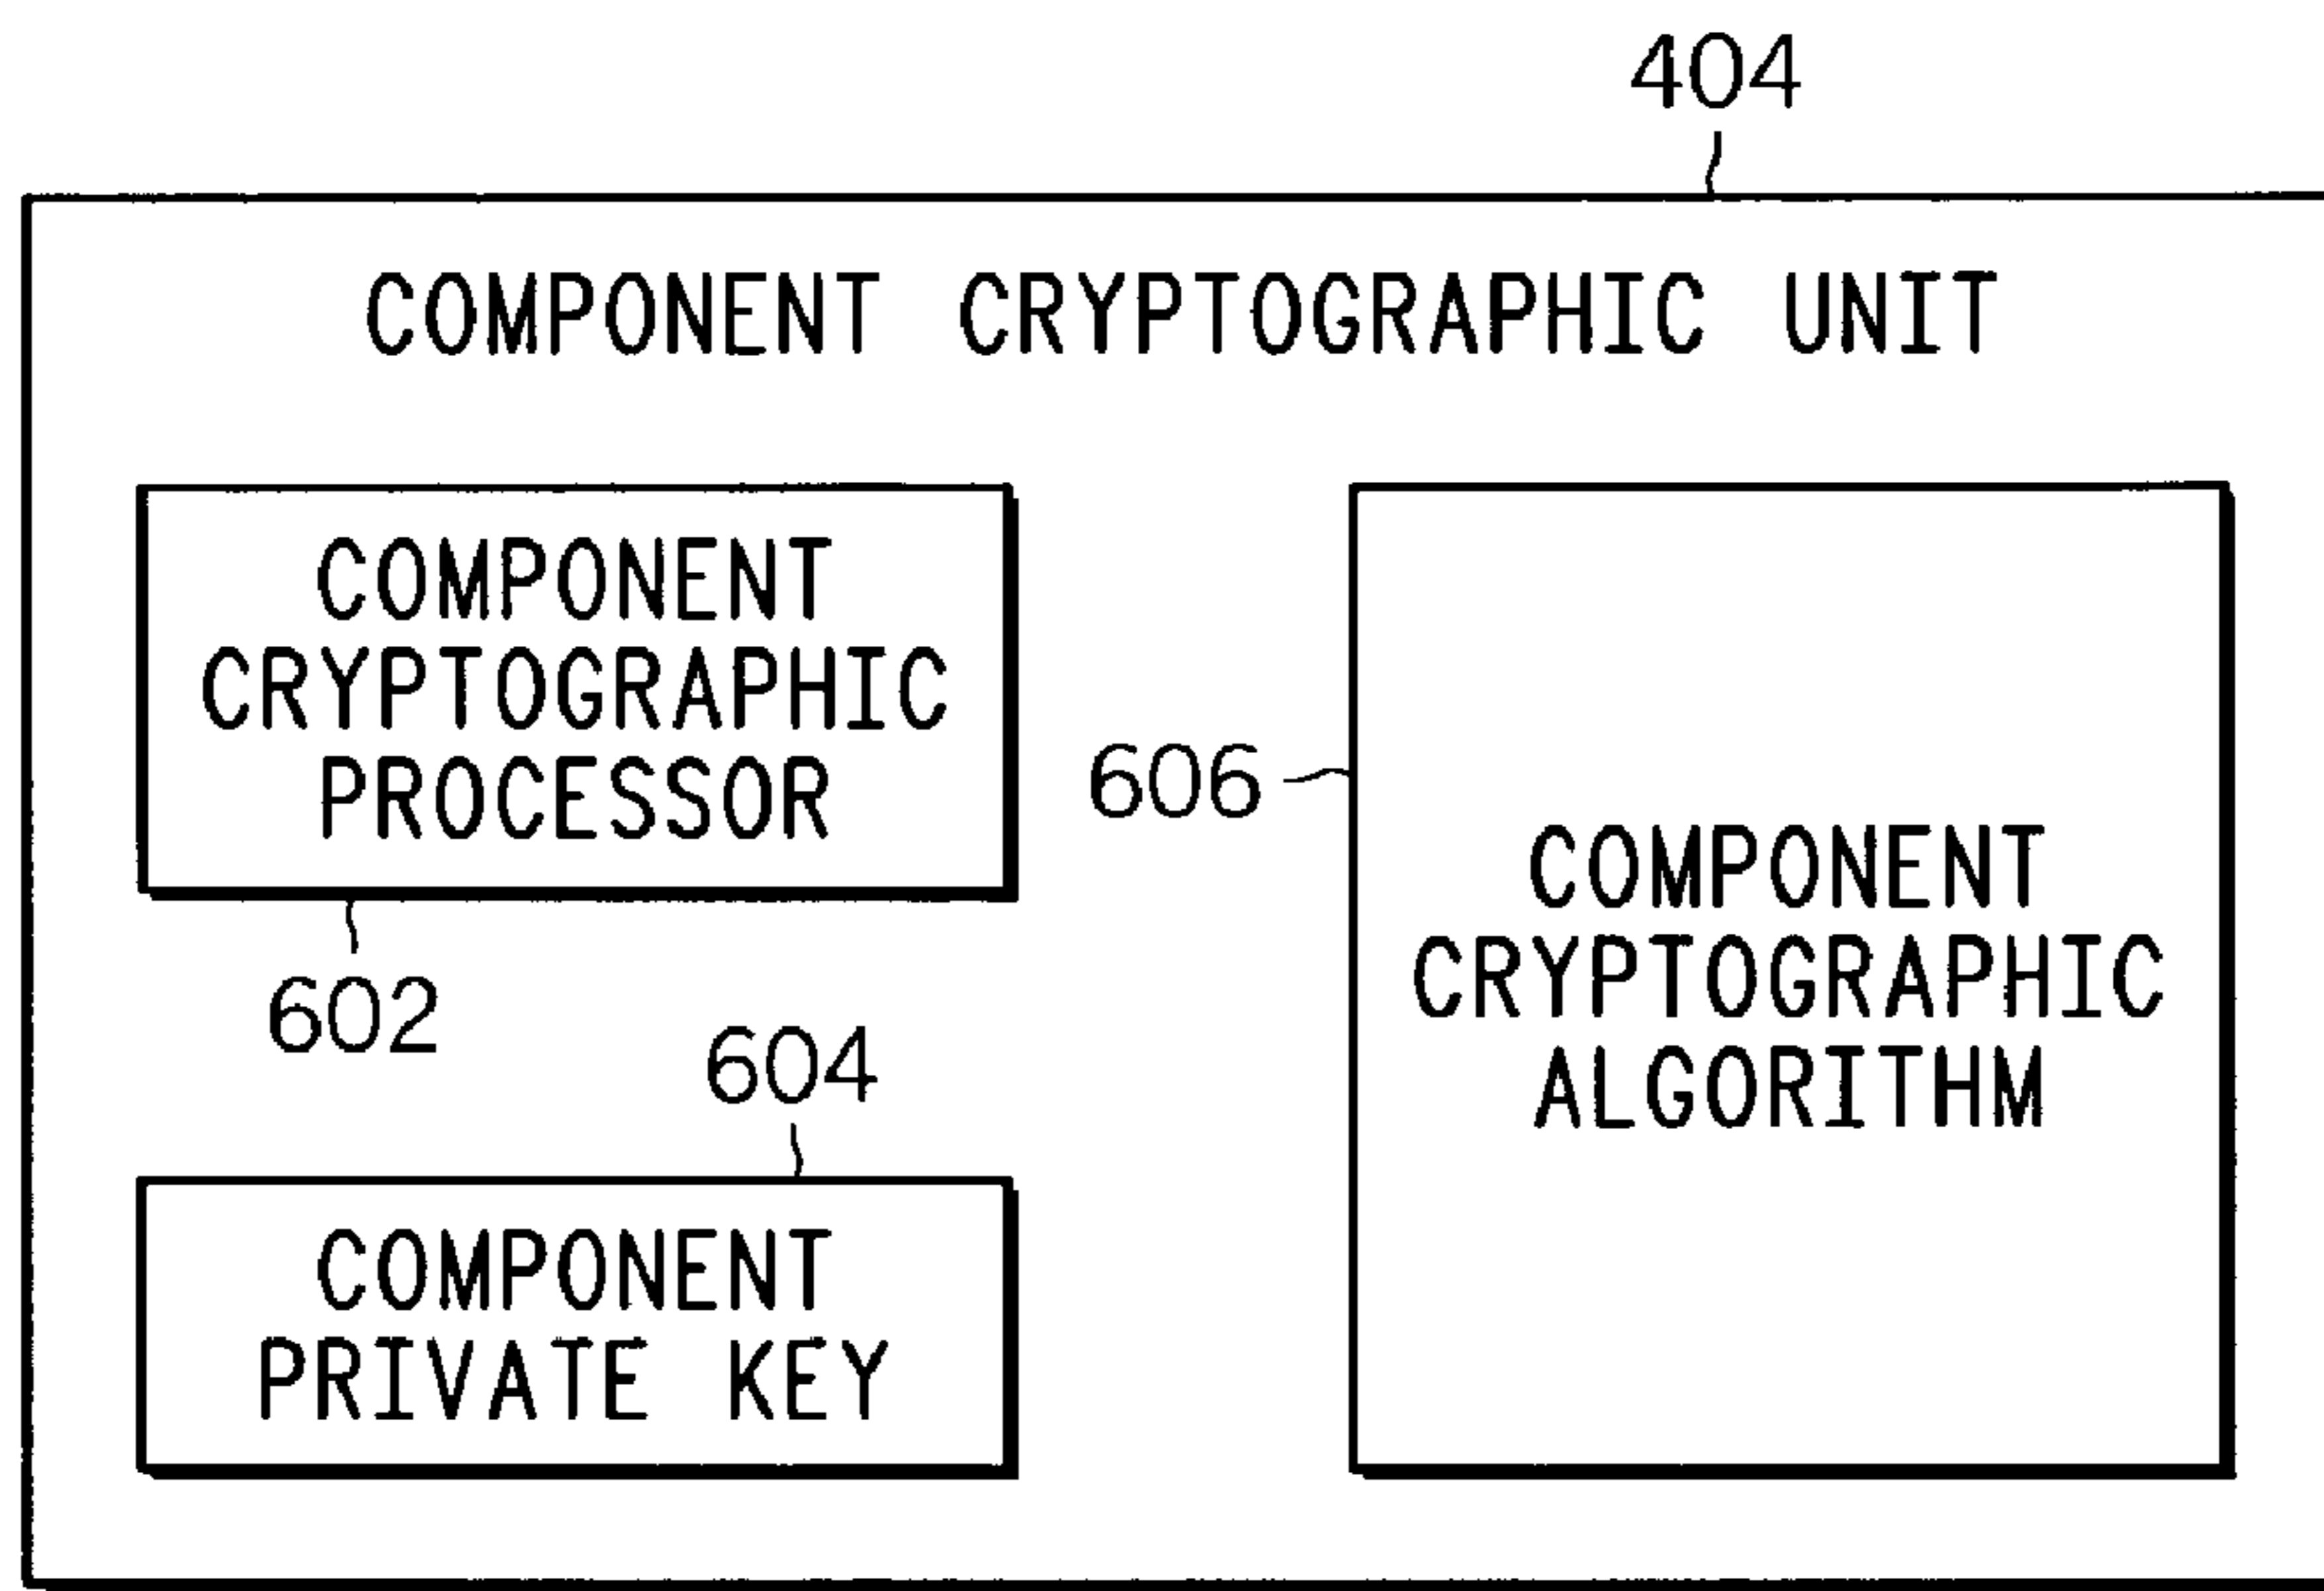 404
COMPONENT CRYPTOGRAPHIC UNIT
COMPONENT
CRYPTOGRAPHIC
PROCESSOR
602
604
COMPONENT
PRIVATE KEY
606
COMPONENT
CRYPTOGRAPHIC
ALGORITHM